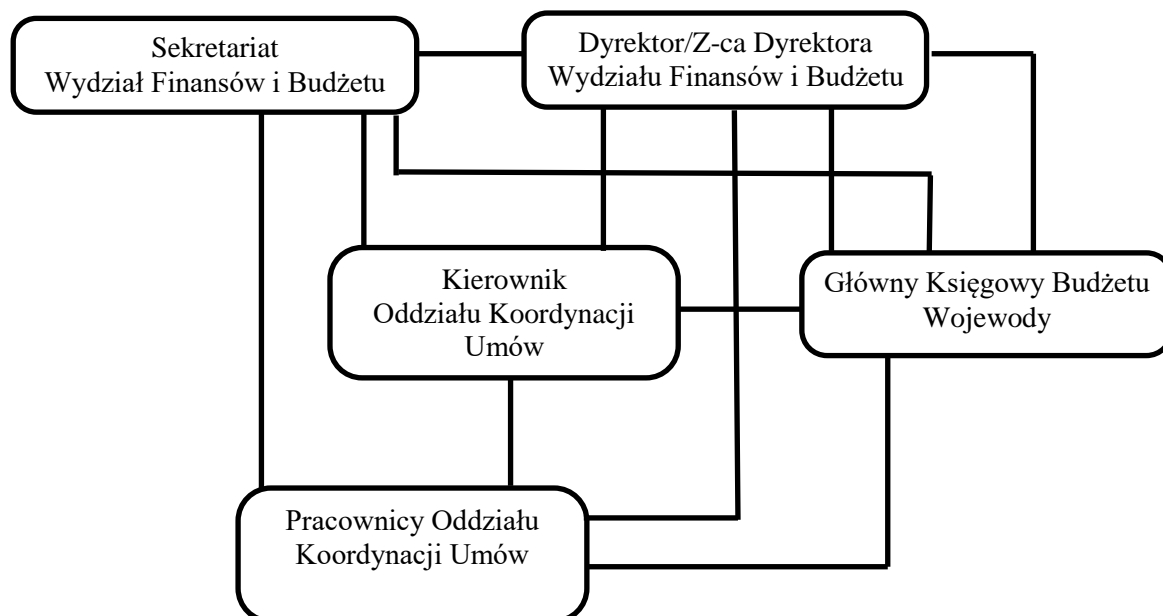 Sekretariat
Wydział Finansów i Budżetu
Dyrektor/Z-ca Dyrektora
Wydziału Finansów i Budżetu
Kierownik
Oddziału Koordynacji
Umów
Główny Księgowy Budżetu
Wojewody
Pracownicy Oddziału
Koordynacji Umów